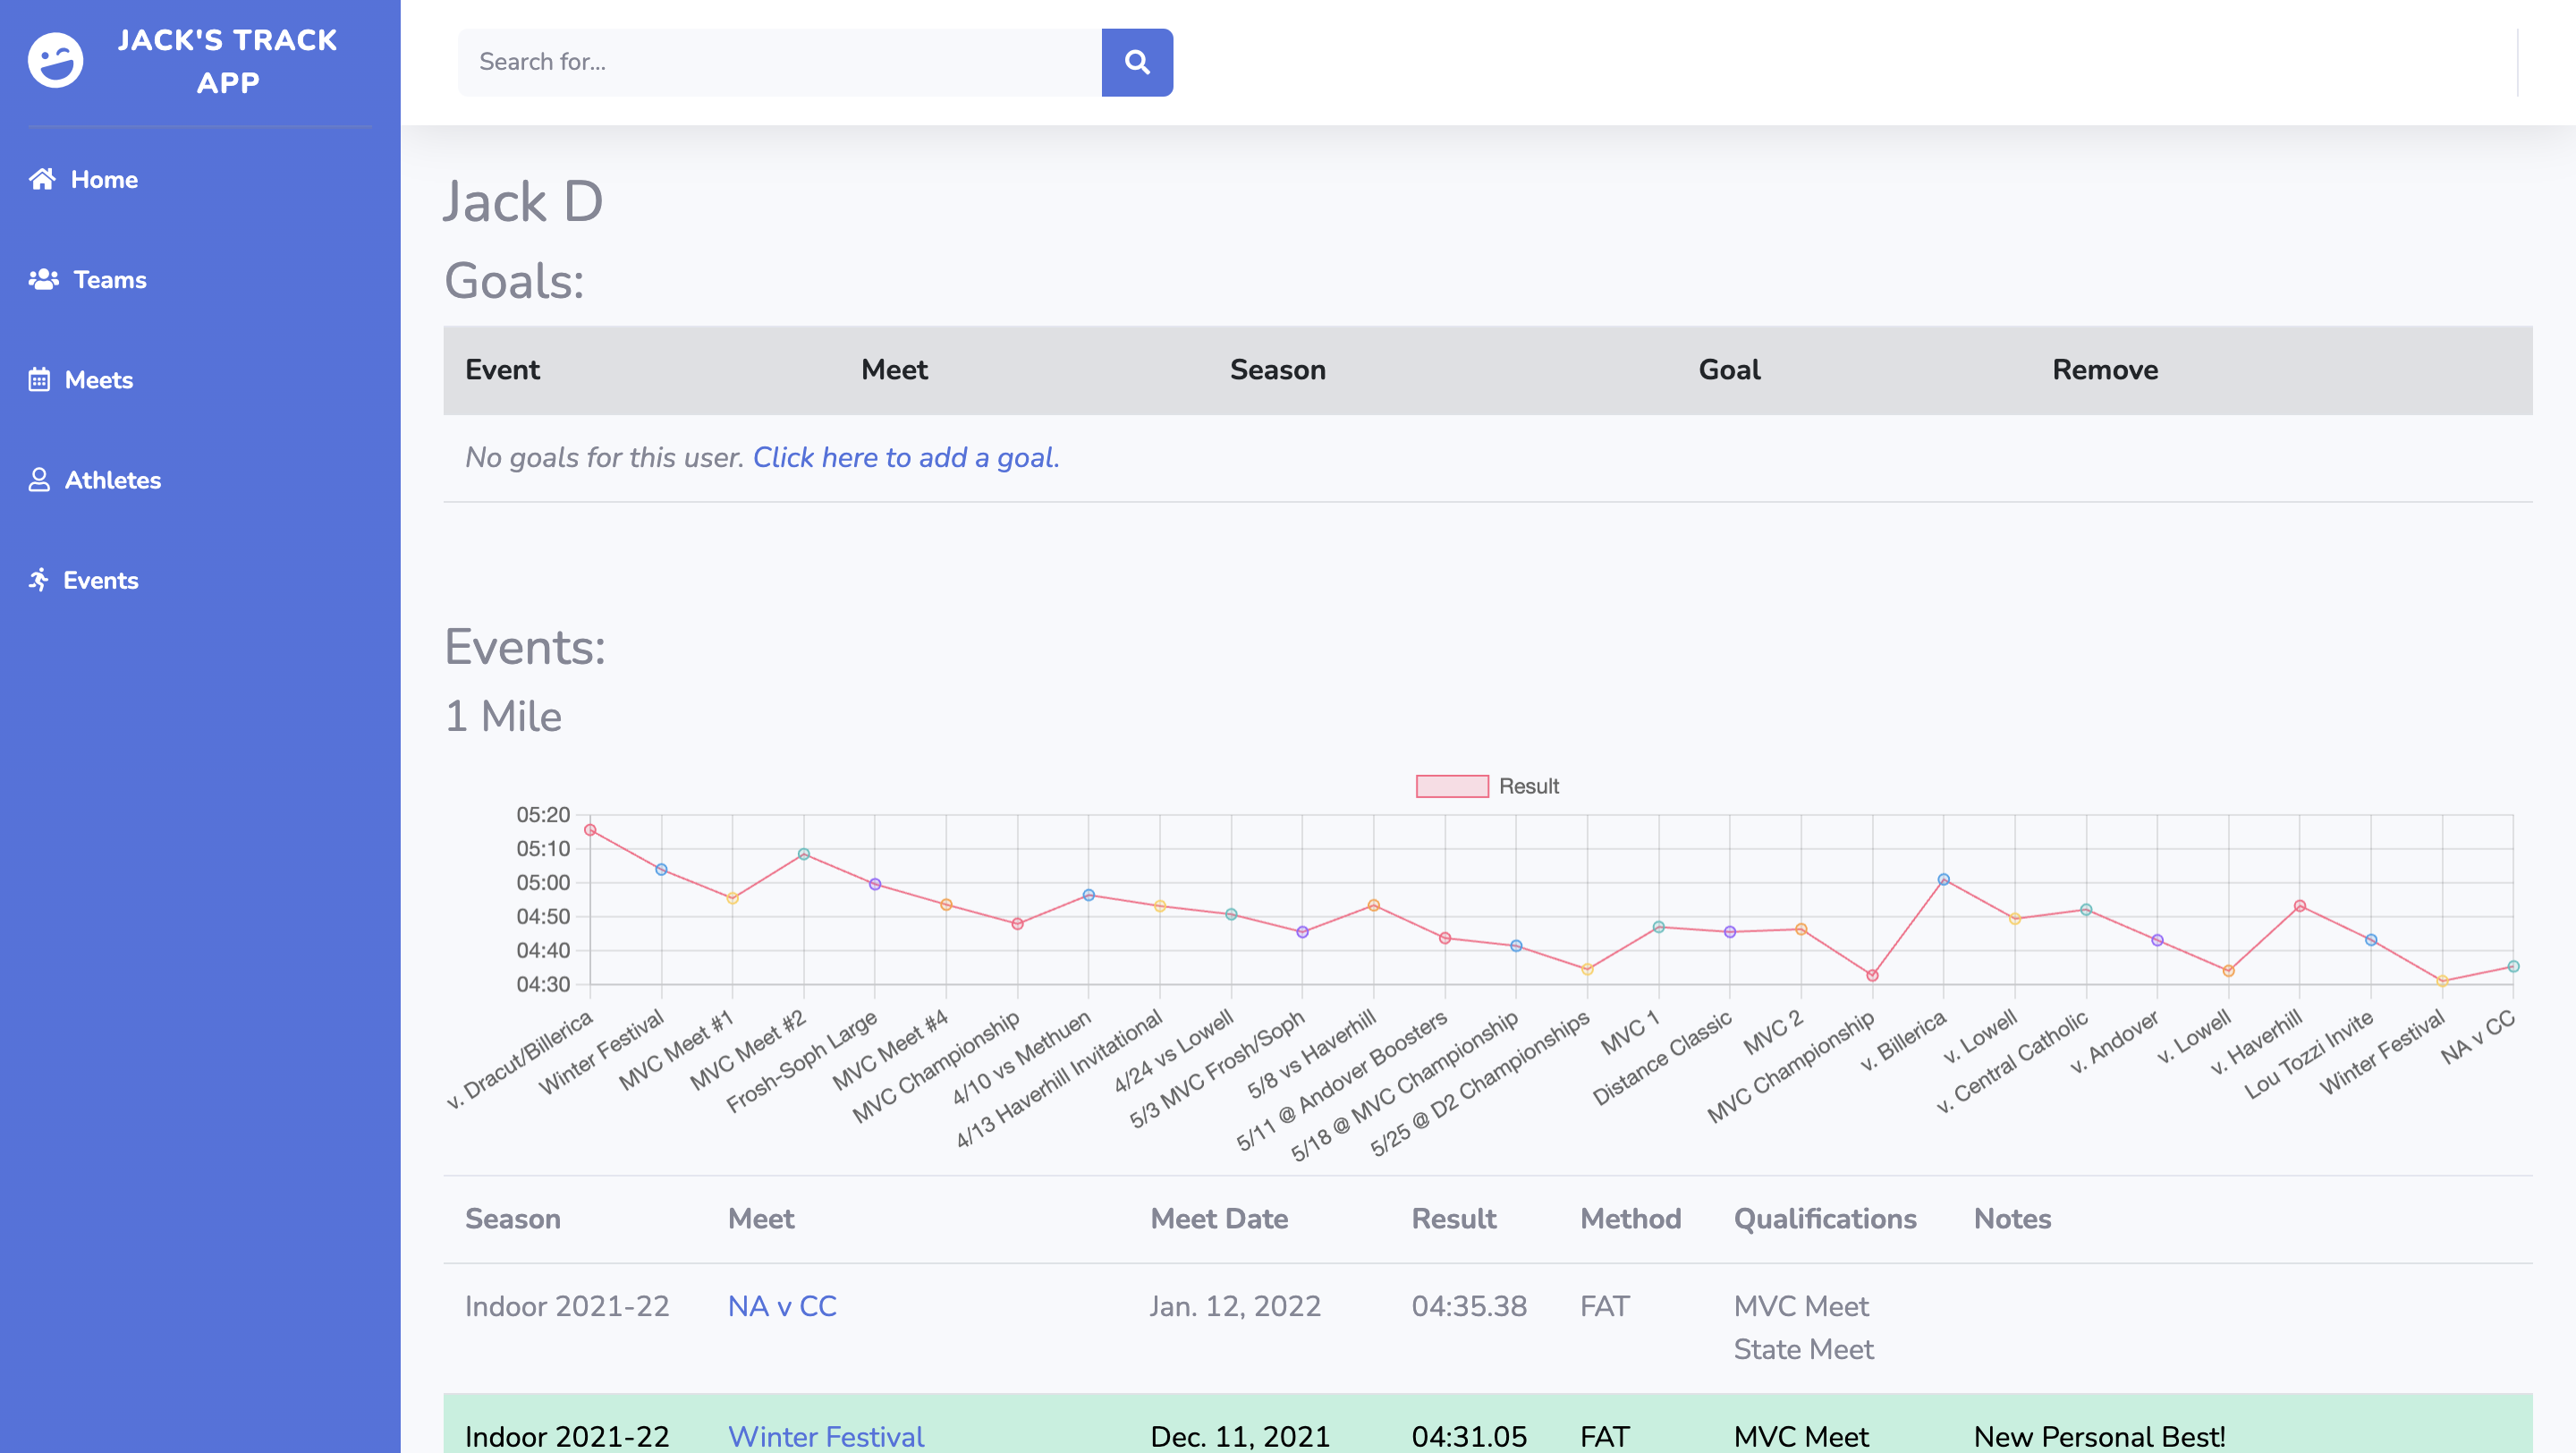 JACK'S TRACK
APP
Home
Teams
Meets
Athletes
Events
Search for...
Jack D
Goals:
Event Meet Season Goal Remove
No goals for this user. Click here to add a goal.
Events:
1 Mile
Result
05:20
05:10
05:00
04:50
04:40
04:30
v. Dracut/Billerica
Winter Festival
MVC Meet #1
MVC Meet #2
Frosh-Soph Large
MVC Meet #4
MVC Championship
4/10 vs Methuen
4/13 Haverhill Invitational
4/24 vs Lowell
5/3 MVC Frosh/Soph
5/8 vs Haverhill
5/11 @ Andover Boosters
5/18 @ MVC Championship
5/25 @ D2 Championships
MVC 1
Distance Classic
MVC 2
MVC Championship
v. Billerica
v. Lowell
v. Central Catholic
v. Andover
v. Lowell
v. Haverhill
Lou Tozzi Invite
Winter Festival
NA v CC
Season Meet Meet Date Result Method Qualifications Notes
Indoor 2021-22 NA v CC Jan. 12, 2022 04:35.38 FAT MVC Meet
State Meet
Indoor 2021-22 Winter Festival Dec. 11, 2021 04:31.05 FAT MVC Meet New Personal Best!